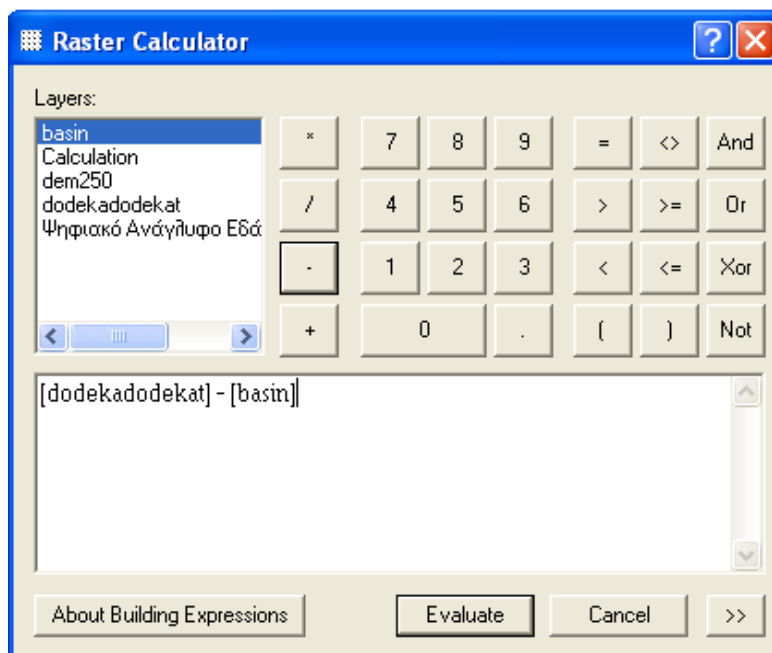 Raster Calculator
?
Layers:
basin
Calculation
dem250
dodekadodekat
Ψηφιακό Ανάγλυφο Εδά
* 7 8 9 = <> And
/ 4 5 6 > >= Or
- 1 2 3 < <= Xor
+ 0 . ( ) Not
[dodekadodekat] - [basin]
About Building Expressions
Evaluate
Cancel
>>